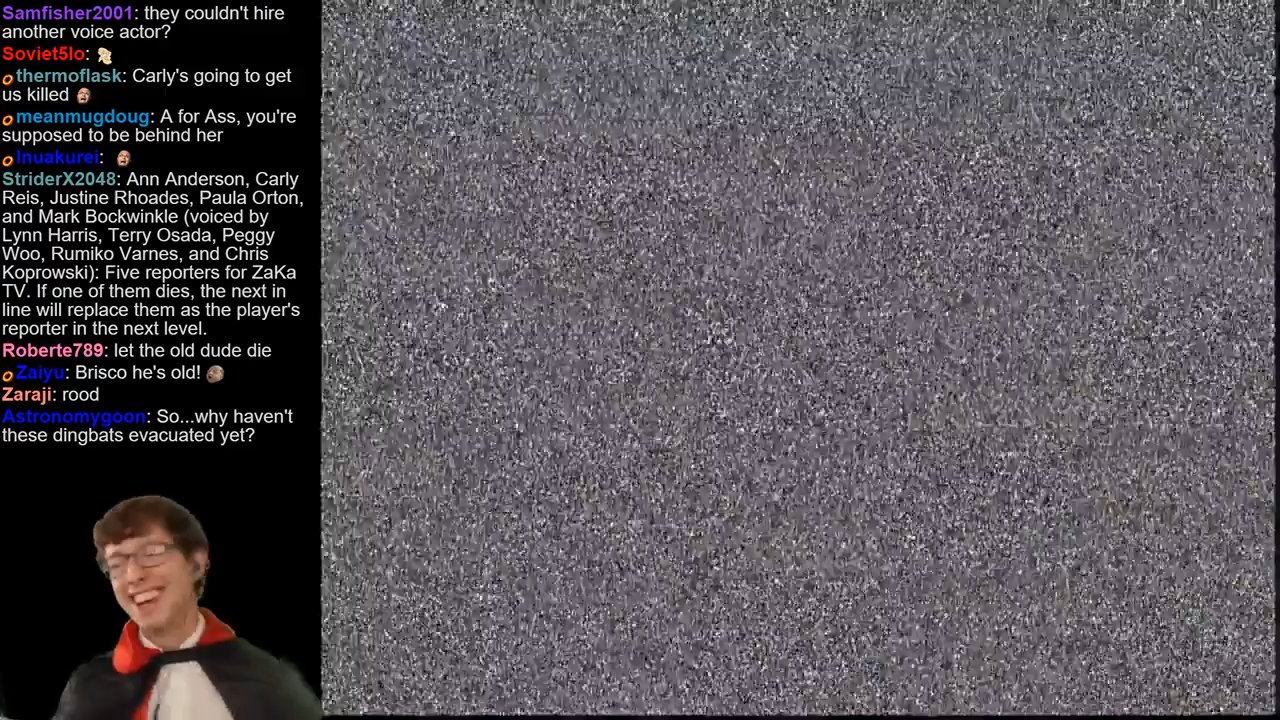 Samfisher2001: they couldn't hire
another voice actor?
Soviet5lo:
thermoflask: Carly's going to get
us killed
meanmugdoug: A for Ass, you're
supposed to be behind her
Inuakurei:
StriderX2048: Ann Anderson, Carly
Reis, Justine Rhoades, Paula Orton,
and Mark Bockwinkle (voiced by
Lynn Harris, Terry Osada, Peggy
Woo, Rumiko Varnes, and Chris
Koprowski): Five reporters for ZaKa
TV. If one of them dies, the next in
line will replace them as the player's
reporter in the next level.
Roberte789: let the old dude die
Zaiyu: Brisco he's old!
Zaraji: rood
Astronomygoon: So...why haven't
these dingbats evacuated yet?